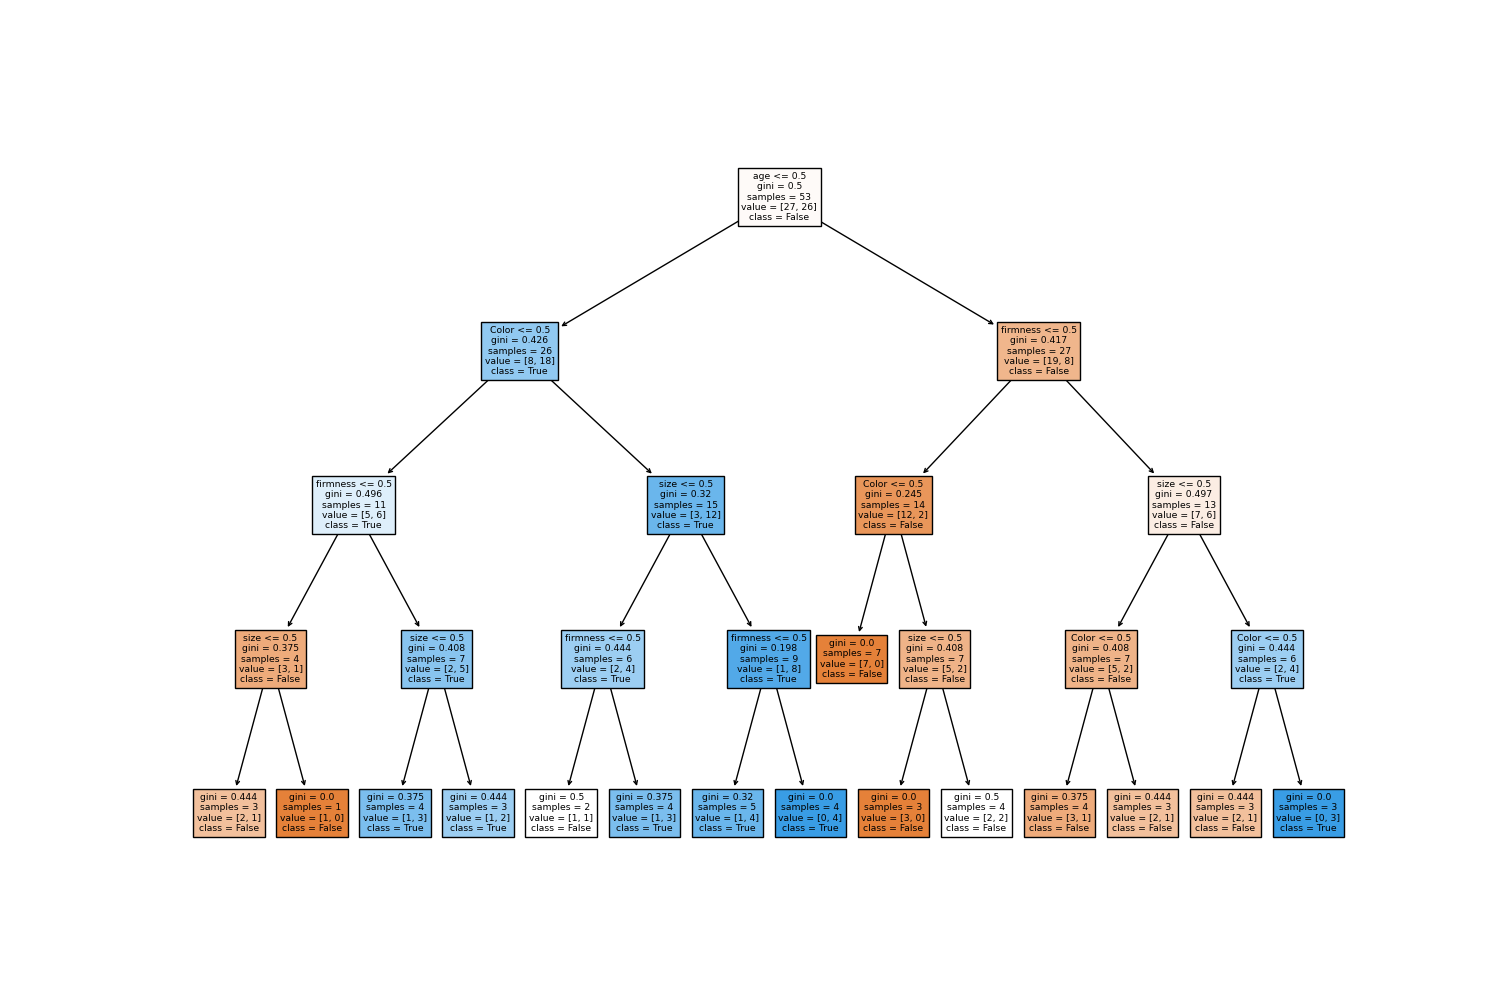 age <= 0.5
gini = 0.5
samples = 53
value = [27, 26]
class = False
Color <= 0.5
gini = 0.426
samples = 26
value = [8, 18]
class = True
firmness <= 0.5
gini = 0.417
samples = 27
value = [19, 8]
class = False
firmness <= 0.5
gini = 0.496
samples = 11
value = [5, 6]
class = True
size <= 0.5
gini = 0.32
samples = 15
value = [3, 12]
class = True
Color <= 0.5
gini = 0.245
samples = 14
value = [12, 2]
class = False
size <= 0.5
gini = 0.497
samples = 13
value = [7, 6]
class = False
size <= 0.5
gini = 0.375
samples = 4
value = [3, 1]
class = False
size <= 0.5
gini = 0.408
samples = 7
value = [2, 5]
class = True
firmness <= 0.5
gini = 0.444
samples = 6
value = [2, 4]
class = True
firmness <= 0.5
gini = 0.198
samples = 9
value = [1, 8]
class = True
gini = 0.0
samples = 7
value = [7, 0]
class = False
size <= 0.5
gini = 0.408
samples = 7
value = [5, 2]
class = False
Color <= 0.5
gini = 0.408
samples = 7
value = [5, 2]
class = False
Color <= 0.5
gini = 0.444
samples = 6
value = [2, 4]
class = True
gini = 0.444
samples = 3
value = [2, 1]
class = False
gini = 0.0
samples = 1
value = [1, 0]
class = False
gini = 0.375
samples = 4
value = [1, 3]
class = True
gini = 0.444
samples = 3
value = [1, 2]
class = True
gini = 0.5
samples = 2
value = [1, 1]
class = False
gini = 0.375
samples = 4
value = [1, 3]
class = True
gini = 0.32
samples = 5
value = [1, 4]
class = True
gini = 0.0
samples = 4
value = [0, 4]
class = True
gini = 0.0
samples = 3
value = [3, 0]
class = False
gini = 0.5
samples = 4
value = [2, 2]
class = False
gini = 0.375
samples = 4
value = [3, 1]
class = False
gini = 0.444
samples = 3
value = [2, 1]
class = False
gini = 0.444
samples = 3
value = [2, 1]
class = False
gini = 0.0
samples = 3
value = [0, 3]
class = True